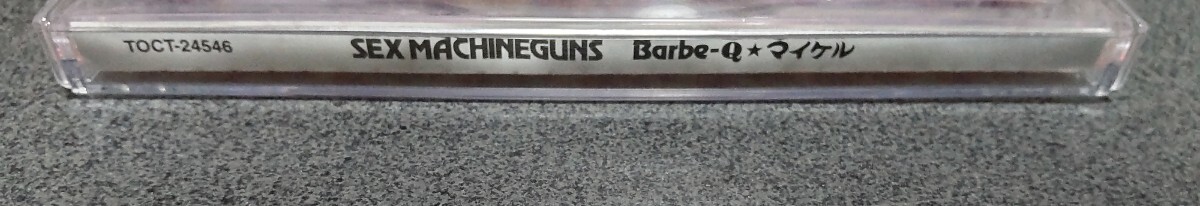 TOCT-24546 SEX MACHINEGUNS Barbe-Q★マイケル